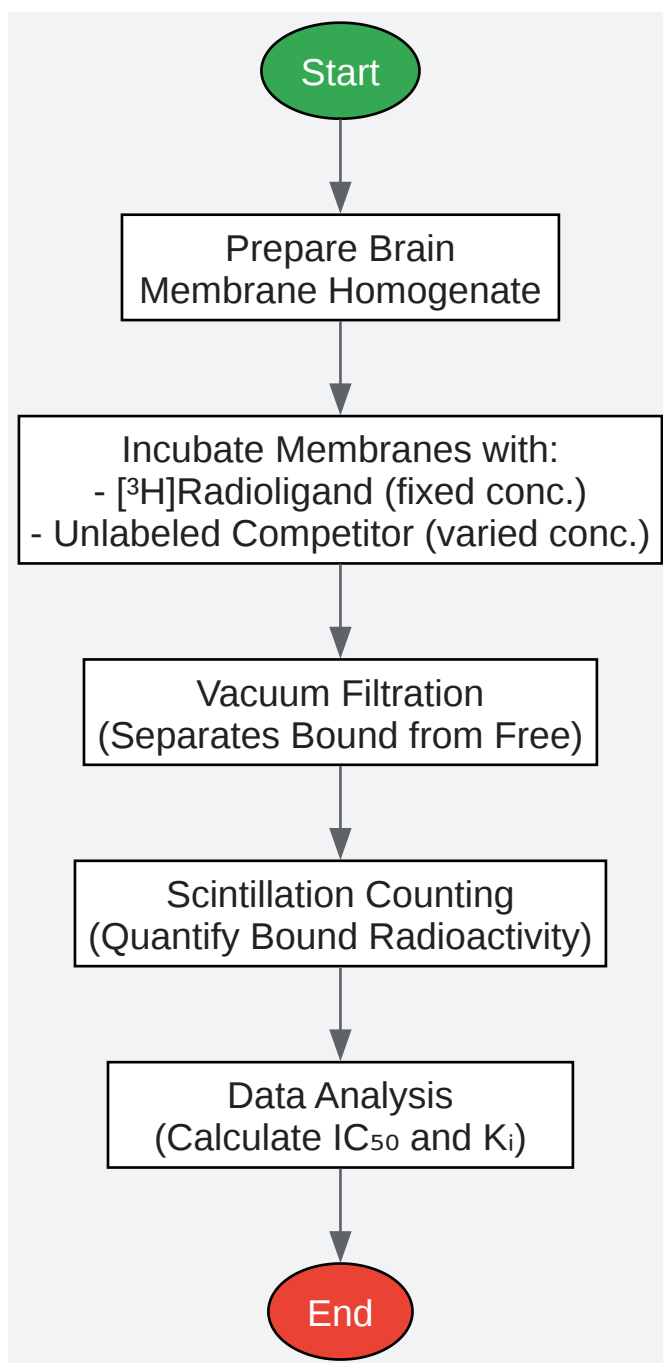 Start
Prepare Brain
Membrane Homogenate
Incubate Membranes with:
- [³H]Radioligand (fixed conc.)
- Unlabeled Competitor (varied conc.)
Vacuum Filtration
(Separates Bound from Free)
Scintillation Counting
(Quantify Bound Radioactivity)
Data Analysis
(Calculate IC₅₀ and Kᵢ)
End